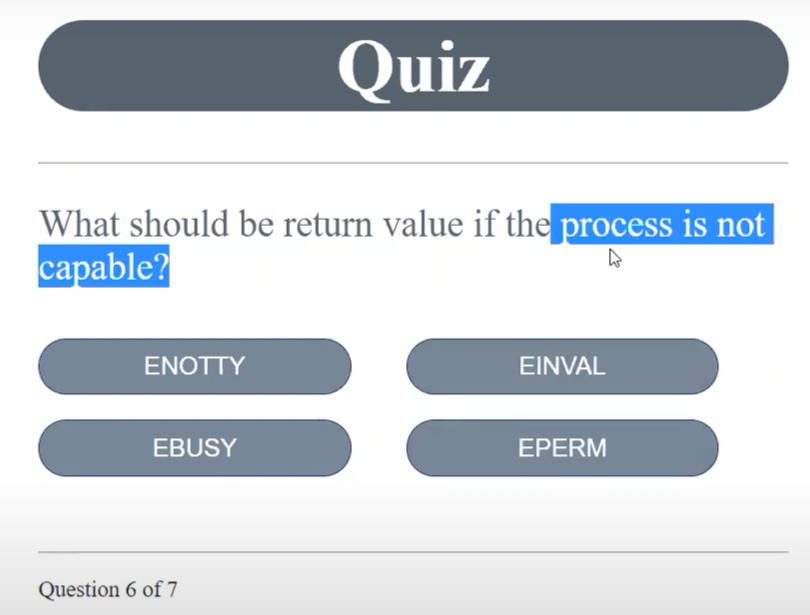 Quiz
What should be return value if the process is not
capable?
ENOTTY
EINVAL
EBUSY
EPERM
Question 6 of 7